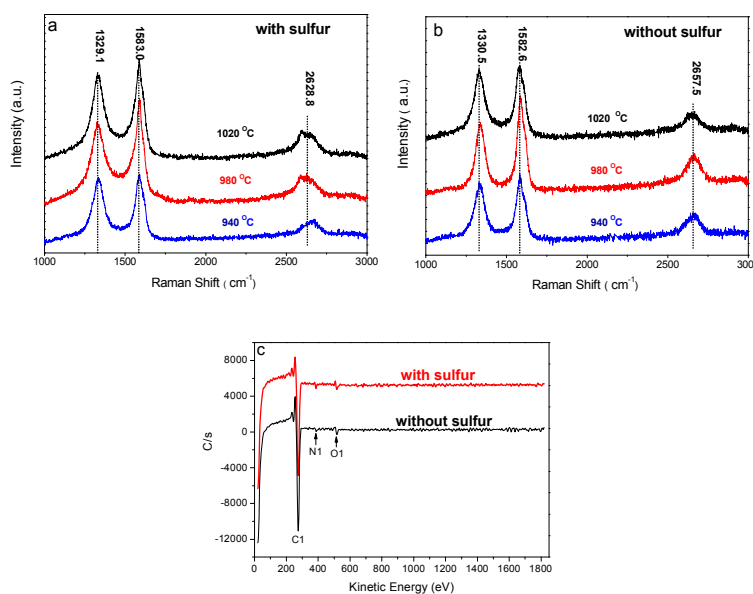 a
with sulfur
1329.1
1583.0
2628.8
1020 °C
980 °C
940 °C
Intensity (a.u.)
1000 1500 2000 2500 3000
Raman Shift ( cm-1)
b
without sulfur
1330.5
1582.6
2657.5
1020 °C
980 °C
940 °C
Intensity ( a.u.)
1000 1500 2000 2500 3000
Raman Shift ( cm-1)
c
8000
4000
0
-4000
-8000
-12000
C/s
with sulfur
without sulfur
N1
O1
C1
0 200 400 600 800 1000 1200 1400 1600 1800
Kinetic Energy (eV)